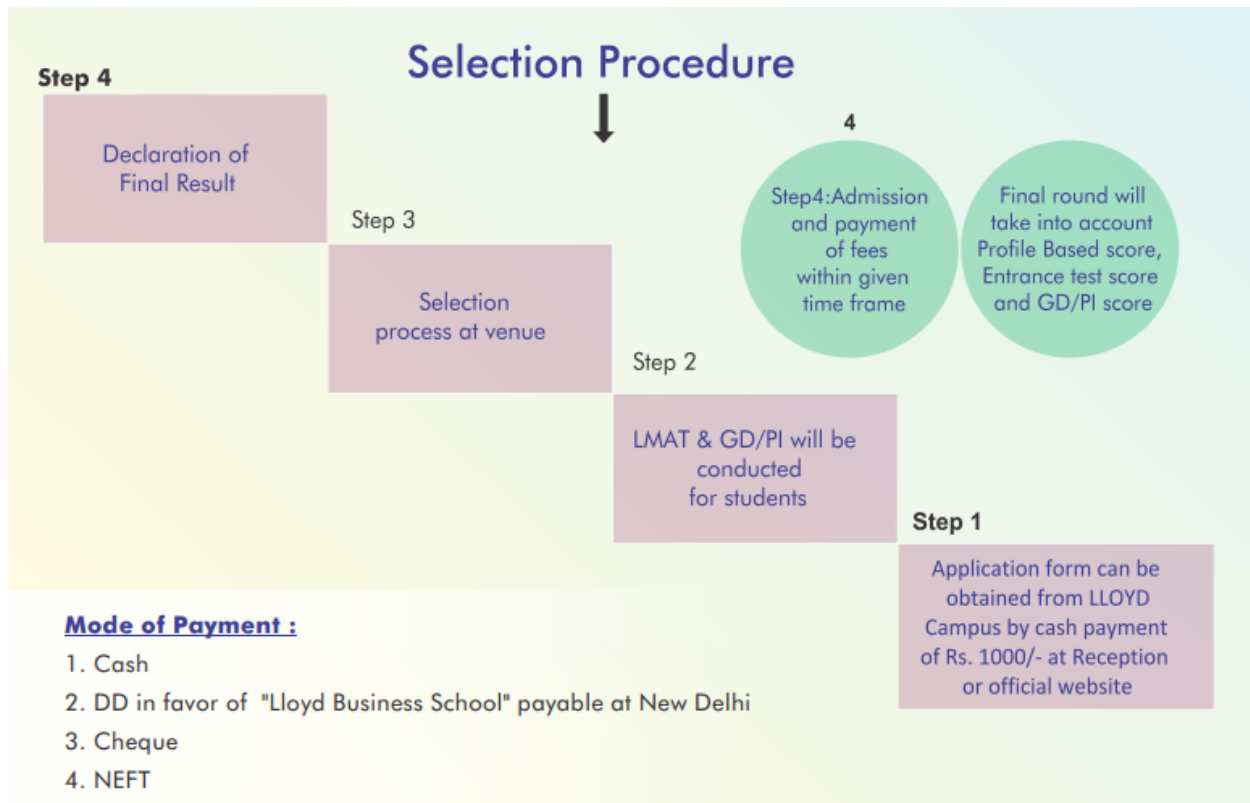 Selection Procedure
Step 4
Declaration of
Final Result
Step 3
Selection
process at venue
Step 2
LMAT & GD/PI will be
conducted
for students
Step 1
Application form can be
obtained from LLOYD
Campus by cash payment
of Rs. 1000/- at Reception
or official website
4
Step4:Admission
and payment
of fees
within given
time frame
Final round will
take into account
Profile Based score,
Entrance test score
and GD/PI score
Mode of Payment :
1. Cash
2. DD in favor of "Lloyd Business School" payable at New Delhi
3. Cheque
4. NEFT